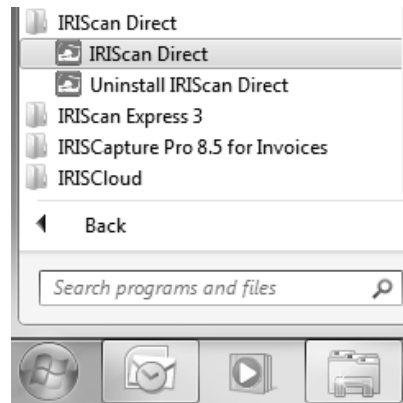 IRIScan Direct
IRIScan Direct
Uninstall IRIScan Direct
IRIScan Express 3
IRISCapture Pro 8.5 for Invoices
IRISCloud
Back
Search programs and files